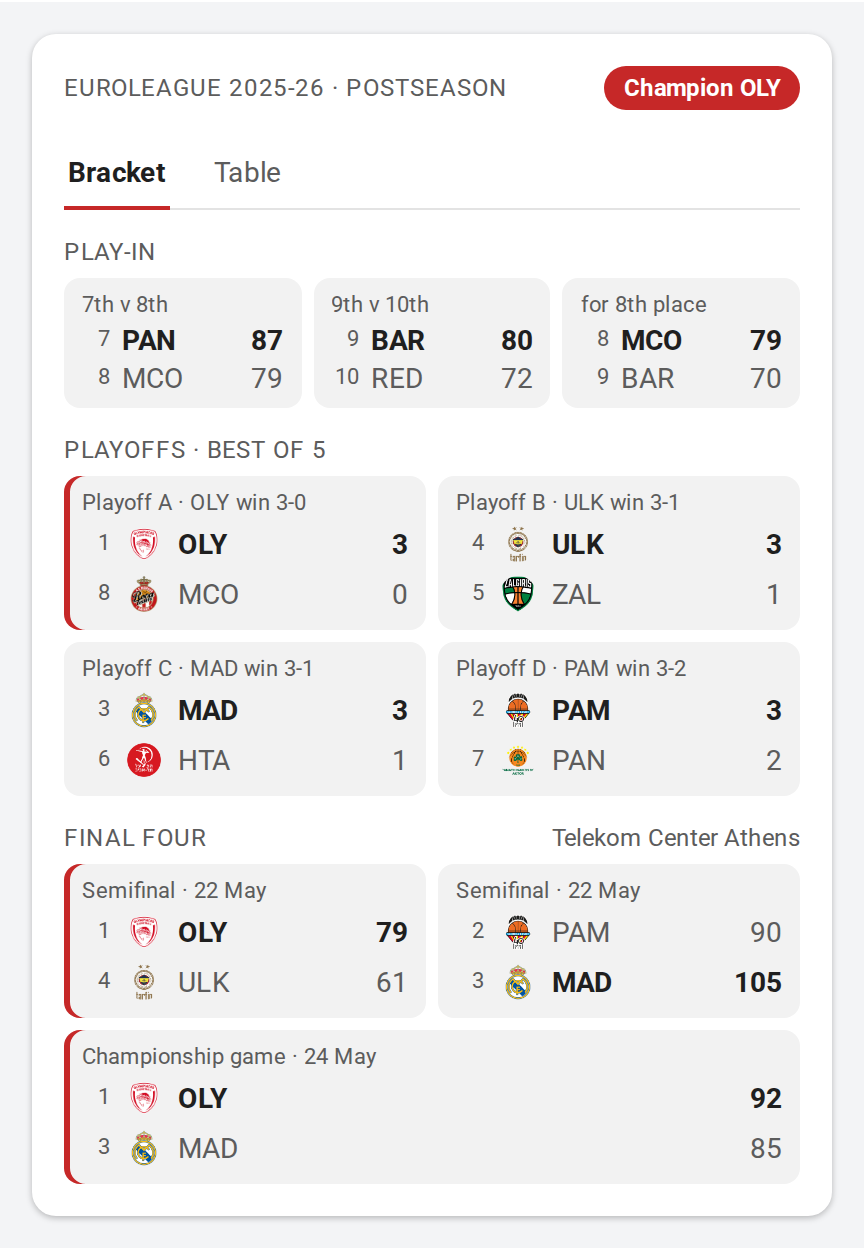 EUROLEAGUE 2025-26 · POSTSEASON Champion OLY
Bracket Table
PLAY-IN
7th v 8th
7 PAN 87
8 MCO 79
9th v 10th
9 BAR 80
10 RED 72
for 8th place
8 MCO 79
9 BAR 70
PLAYOFFS · BEST OF 5
Playoff A · OLY win 3-0
1 OLY 3
8 MCO 0
Playoff B · ULK win 3-1
4 tarfin ULK 3
5 ZALGIRIS ZAL 1
Playoff C · MAD win 3-1
3 MAD 3
6 HTA 1
Playoff D · PAM win 3-2
2 PAM 3
7 PAN 2
FINAL FOUR Telekom Center Athens
Semifinal · 22 May
1 OLY 79
4 tarfin ULK 61
Semifinal · 22 May
2 PAM 90
3 MAD 105
Championship game · 24 May
1 OLY 92
3 MAD 85